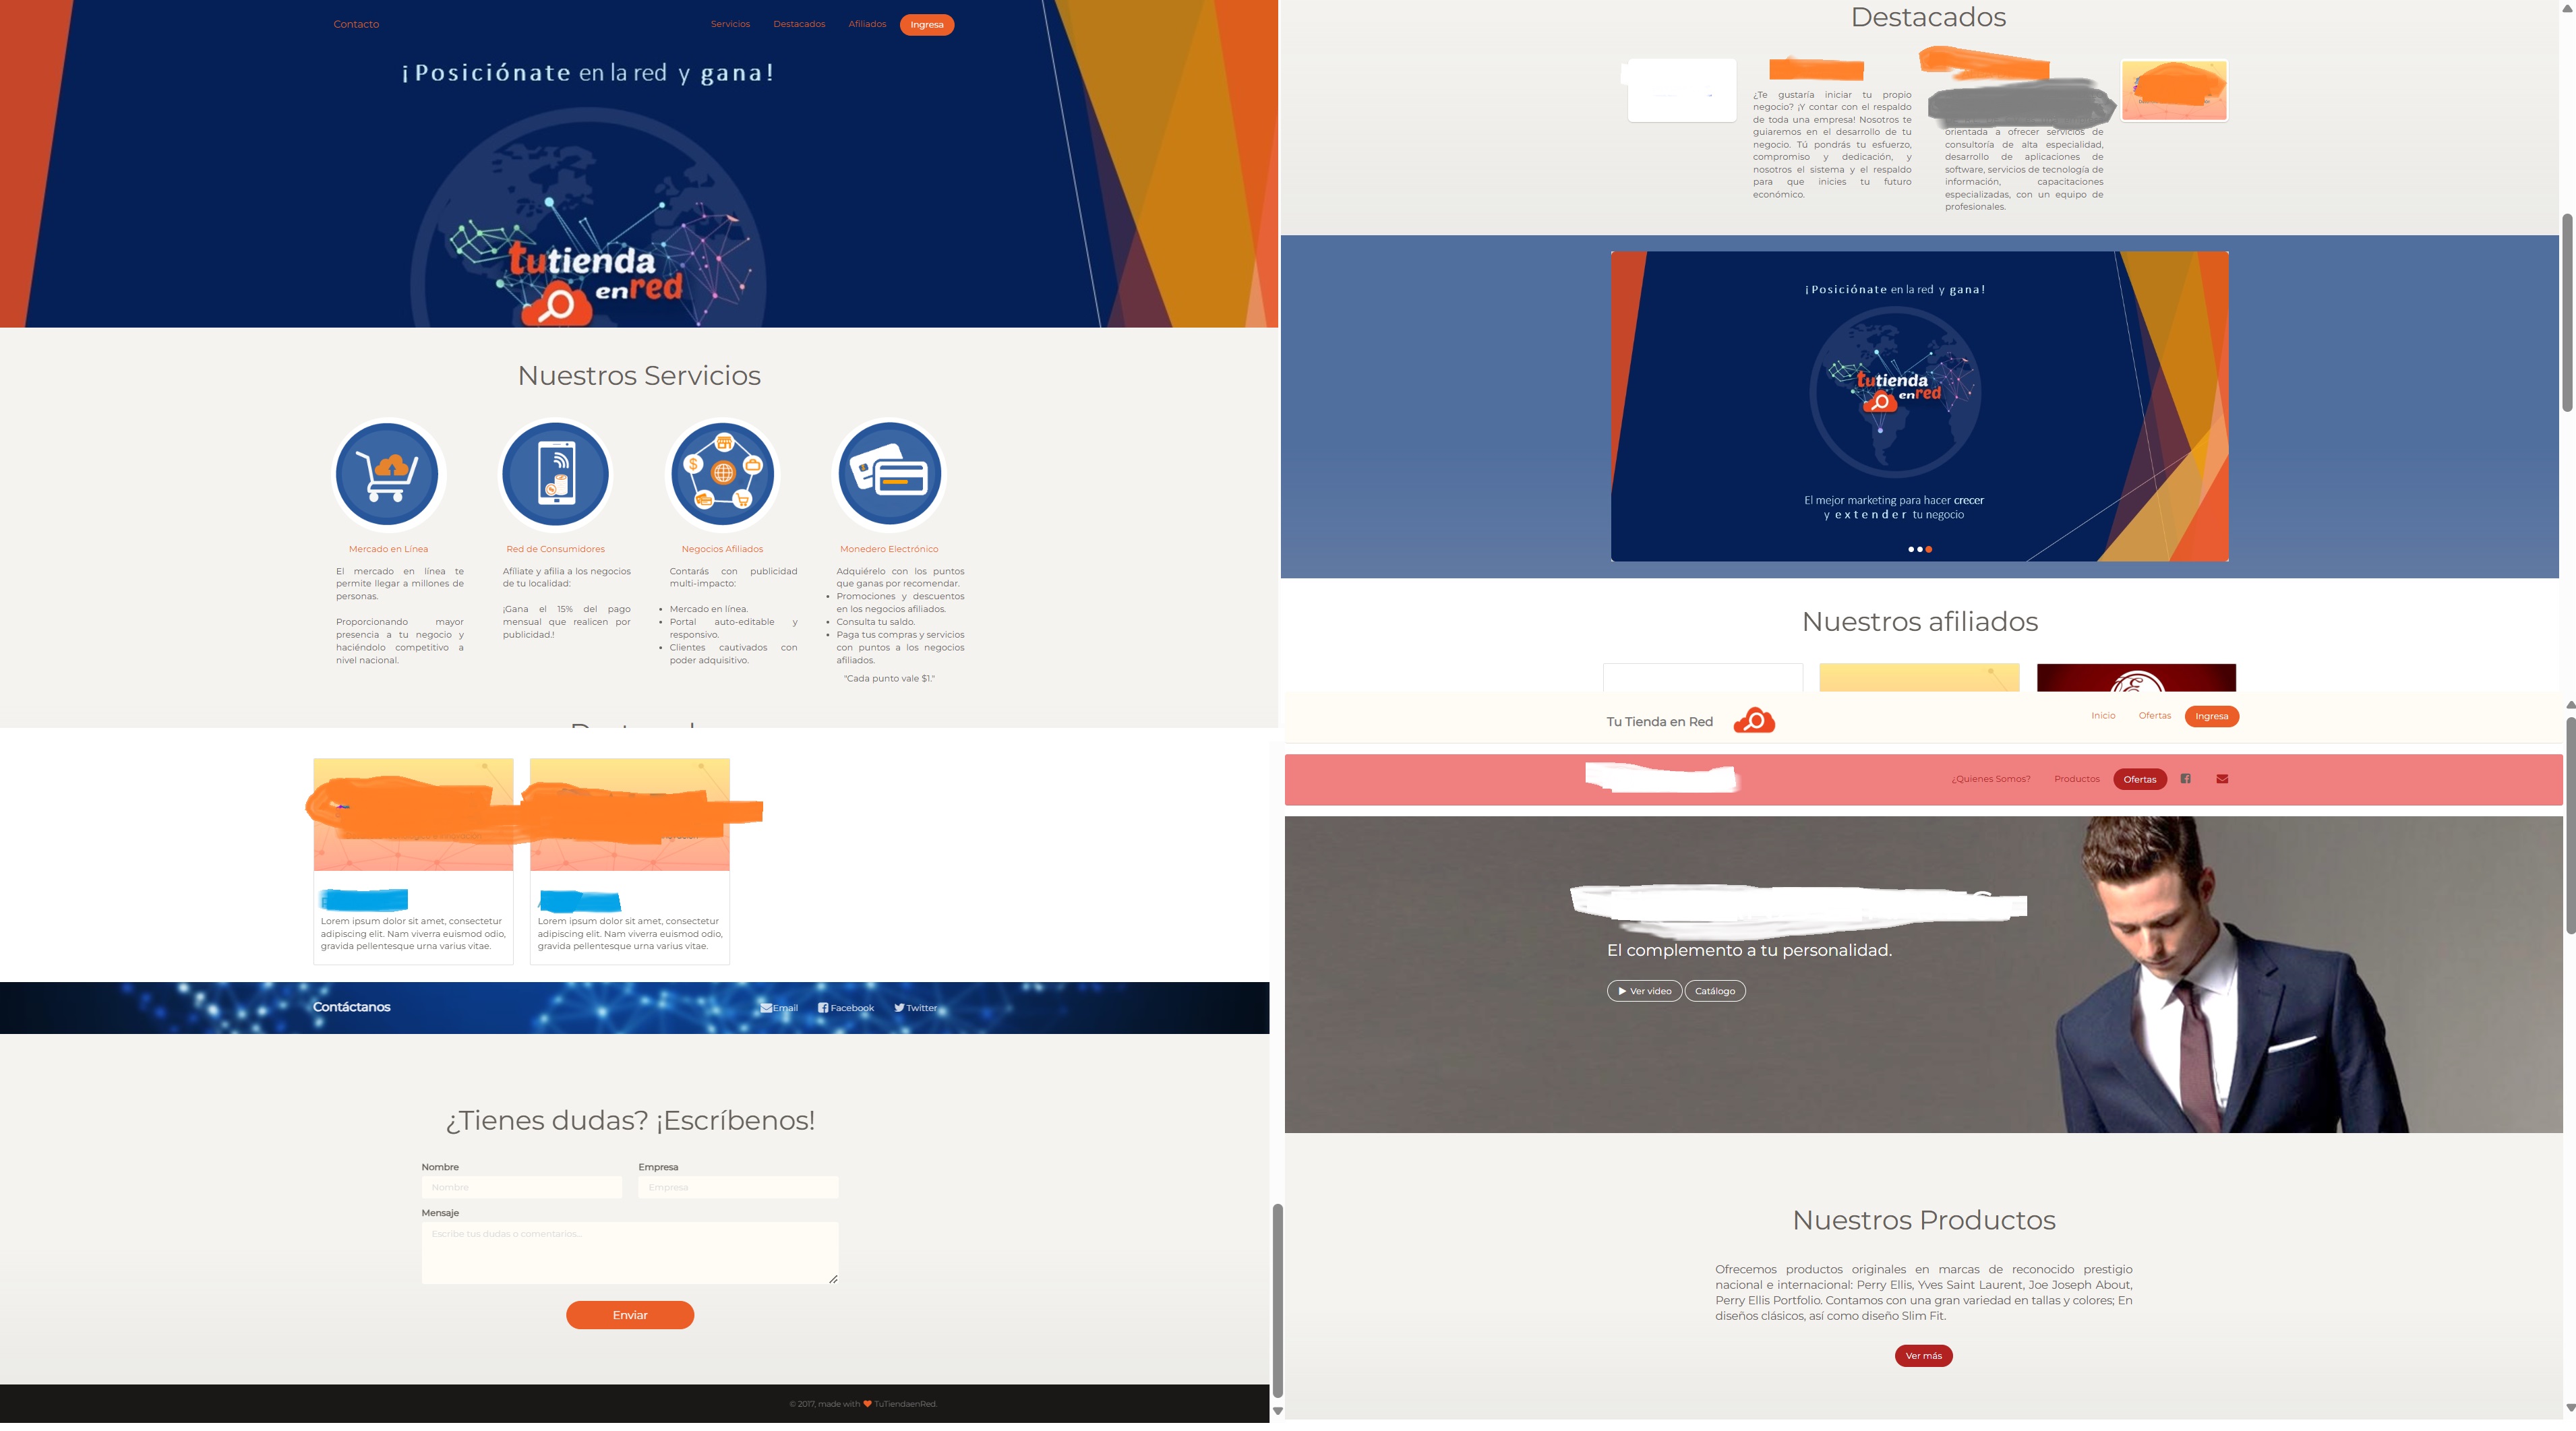 Contacto
Servicios
Destacados
Afiliados
Ingresa
¡Posiciónate en la red y gana!
tutienda
enred
Nuestros Servicios
Mercado en Línea
El mercado en línea te
permite llegar a millones de
personas.
Proporcionando mayor
presencia a tu negocio y
haciéndolo competitivo a
nivel nacional.
Red de Consumidores
Afíliate y afilia a los negocios
de tu localidad:
¡Gana el 15% del pago
mensual que realicen por
publicidad.!
Negocios Afiliados
Contarás con publicidad
multi-impacto:
• Mercado en línea.
• Portal auto-editable y
responsivo.
• Clientes cautivados con
poder adquisitivo.
Monedero Electrónico
Adquiérelo con los puntos
que ganas por recomendar.
• Promociones y descuentos
en los negocios afiliados.
• Consulta tu saldo.
• Paga tus compras y servicios
con puntos a los negocios
afiliados.
"Cada punto vale $1."
Destacados
¿Te gustaría iniciar tu propio
negocio? ¡Y contar con el respaldo
de toda una empresa! Nosotros te
guiaremos en el desarrollo de tu
negocio. Tú pondrás tu esfuerzo,
compromiso y dedicación, y
nosotros el sistema y el respaldo
para que inicies tu futuro
económico.
orientada a ofrecer servicios de
consultoría de alta especialidad,
desarrollo de aplicaciones de
software, servicios de tecnología de
información, capacitaciones
especializadas, con un equipo de
profesionales.
¡Posiciónate en la red y gana!
tutienda
enred
El mejor marketing para hacer crecer
y extender tu negocio
Nuestros afiliados
Lorem ipsum dolor sit amet, consectetur
adipiscing elit. Nam viverra euismod odio,
gravida pellentesque urna varius vitae.
Lorem ipsum dolor sit amet, consectetur
adipiscing elit. Nam viverra euismod odio,
gravida pellentesque urna varius vitae.
Contáctanos
Email
Facebook
Twitter
¿Tienes dudas? ¡Escríbenos!
Nombre
Empresa
Nombre
Empresa
Mensaje
Escribe tus dudas o comentarios...
Enviar
© 2017, made with ❤ TuTiendaenRed.
Tu Tienda en Red
Inicio
Ofertas
Ingresa
¿Quienes Somos?
Productos
Ofertas
El complemento a tu personalidad.
Ver video
Catálogo
Nuestros Productos
Ofrecemos productos originales en marcas de reconocido prestigio
nacional e internacional: Perry Ellis, Yves Saint Laurent, Joe Joseph About,
Perry Ellis Portfolio. Contamos con una gran variedad en tallas y colores; En
diseños clásicos, así como diseño Slim Fit.
Ver más